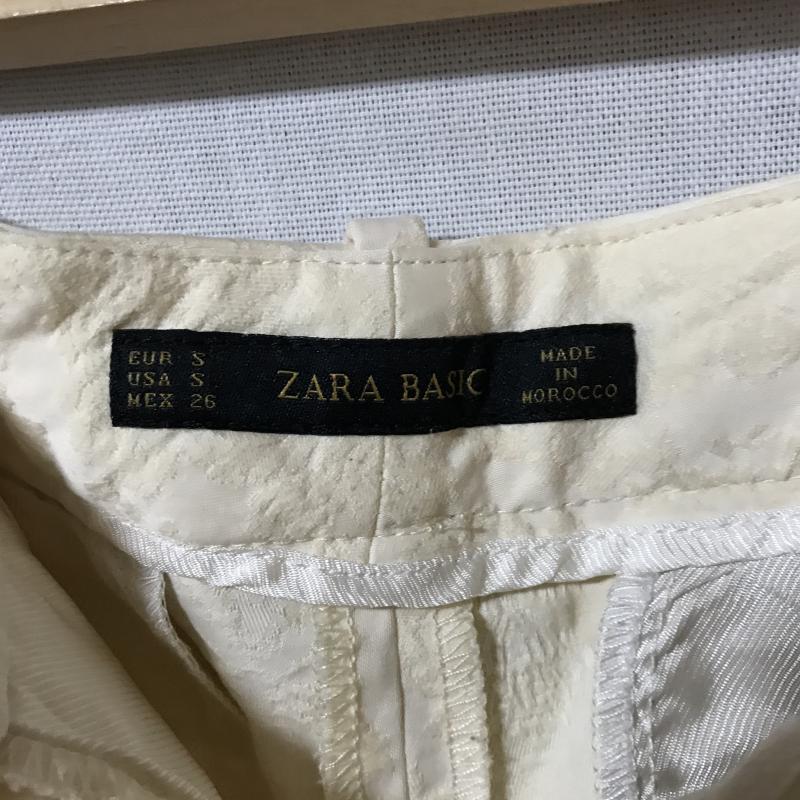 EUR S
USA S
MEX 26
ZARA BASIC
MADE
IN
MOROCCO